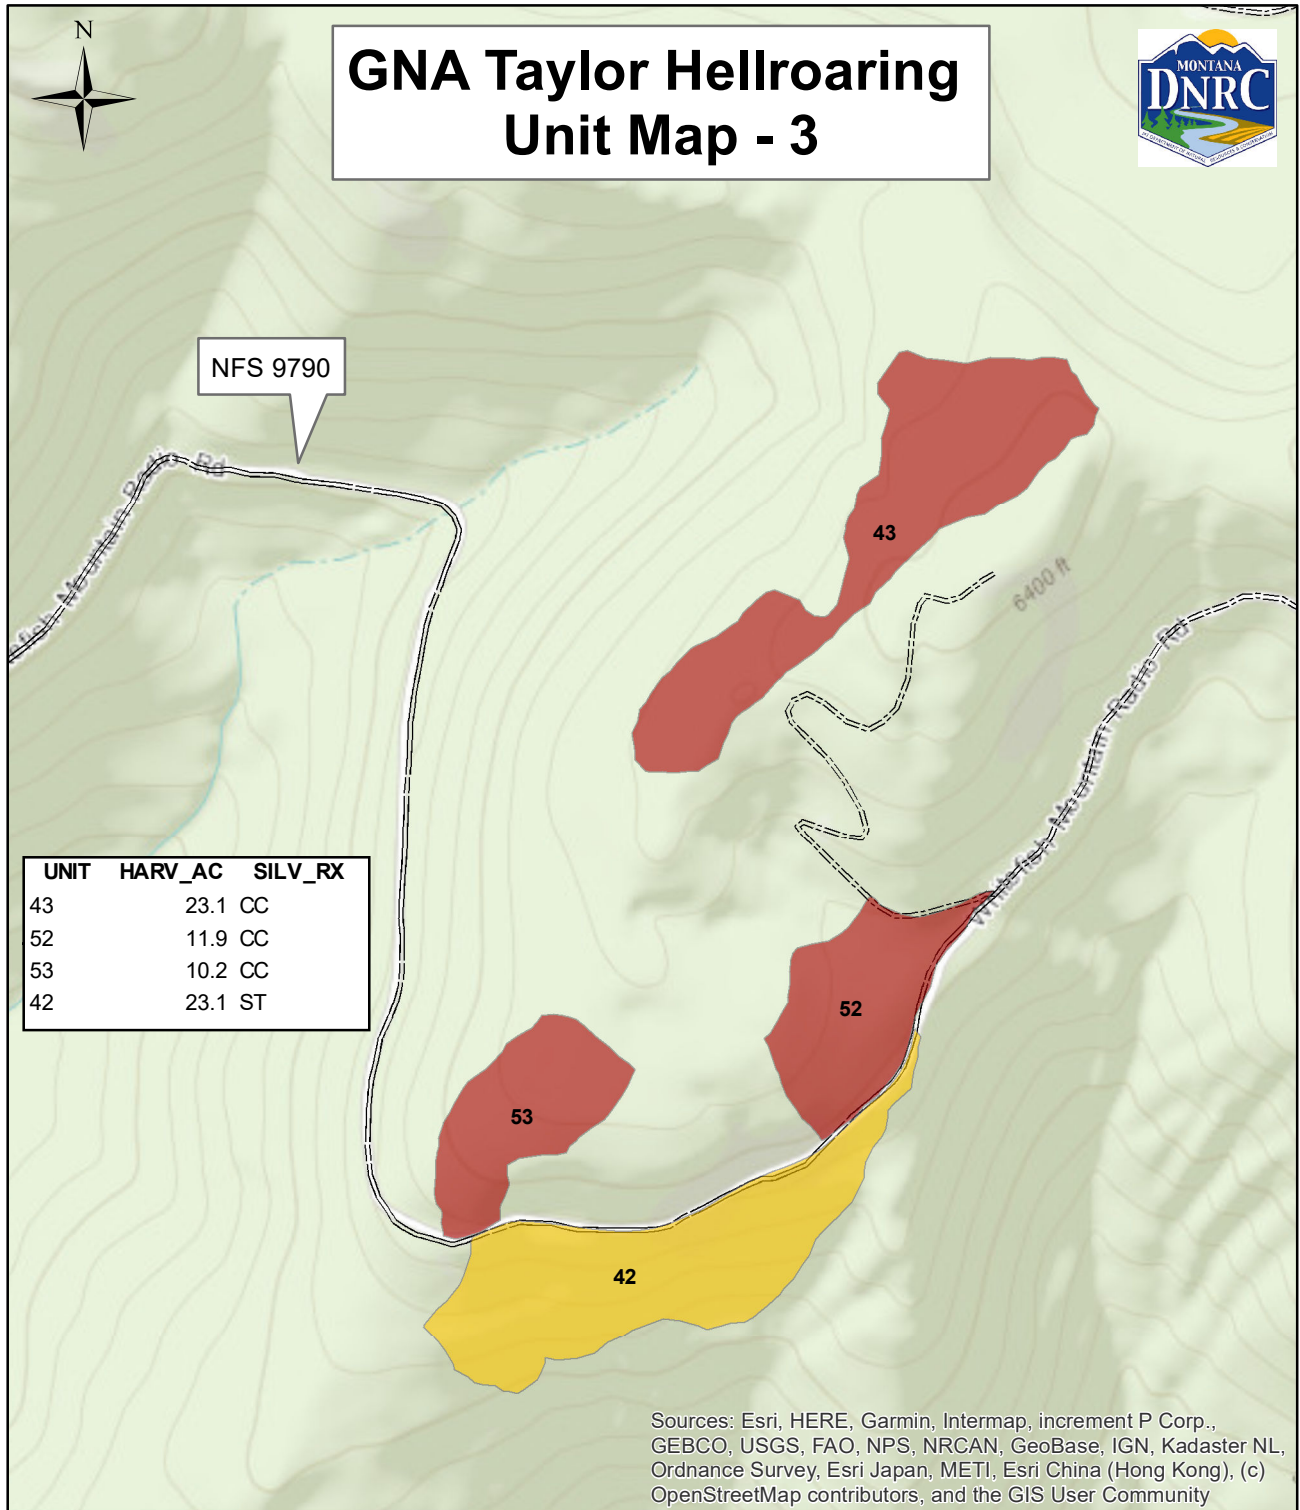 N
GNA Taylor Hellroaring
Unit Map - 3
MONTANA
DNRC
NFS 9790
Mountain Radio Rd
43
6400 ft
Whitefish Mountain Radio Rd
UNIT HARV_AC SILV_RX
43 23.1 CC
52 11.9 CC
53 10.2 CC
42 23.1 ST
52
53
42
Sources: Esri, HERE, Garmin, Intermap, increment P Corp.,
GEBCO, USGS, FAO, NPS, NRCAN, GeoBase, IGN, Kadaster NL,
Ordnance Survey, Esri Japan, METI, Esri China (Hong Kong), (c)
OpenStreetMap contributors, and the GIS User Community